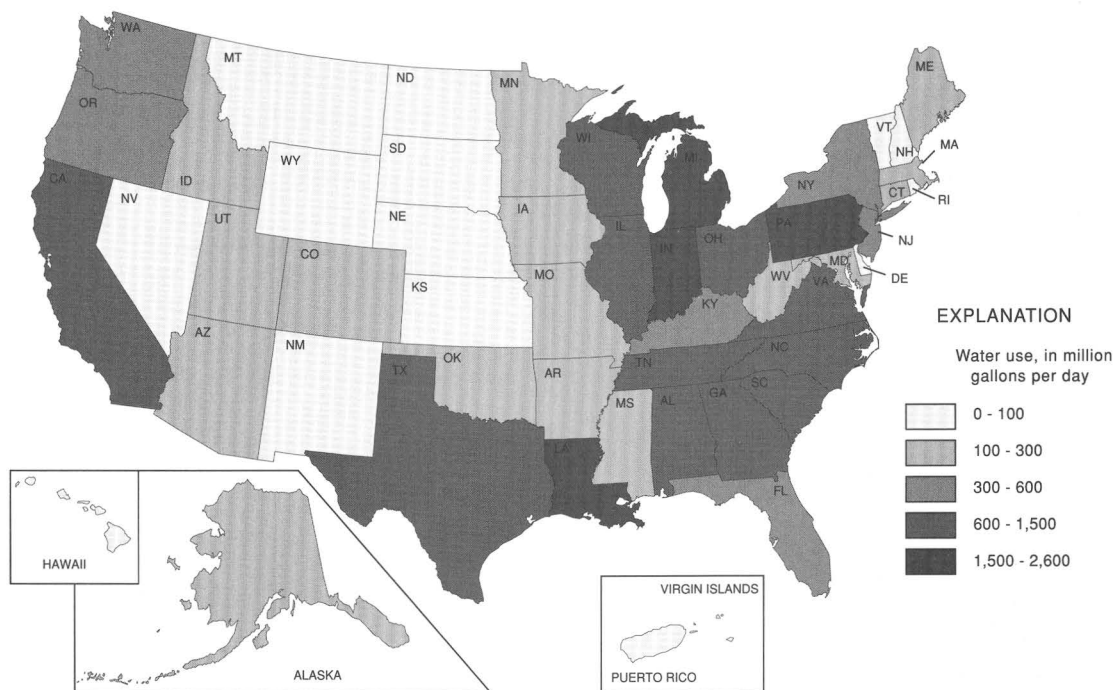 WA
MT
ND
MN
ME
OR
ID
WY
SD
WI
MI
VT
NH
MA
NY
CT
RI
CA
NV
UT
NE
IA
IL
IN
OH
PA
NJ
CO
KS
MO
KY
WV
VA
MD
DE
AZ
NM
OK
TX
AR
TN
NC
SC
MS
AL
GA
LA
FL
EXPLANATION
Water use, in million
gallons per day
0 - 100
100 - 300
300 - 600
600 - 1,500
1,500 - 2,600
HAWAII
ALASKA
VIRGIN ISLANDS
PUERTO RICO